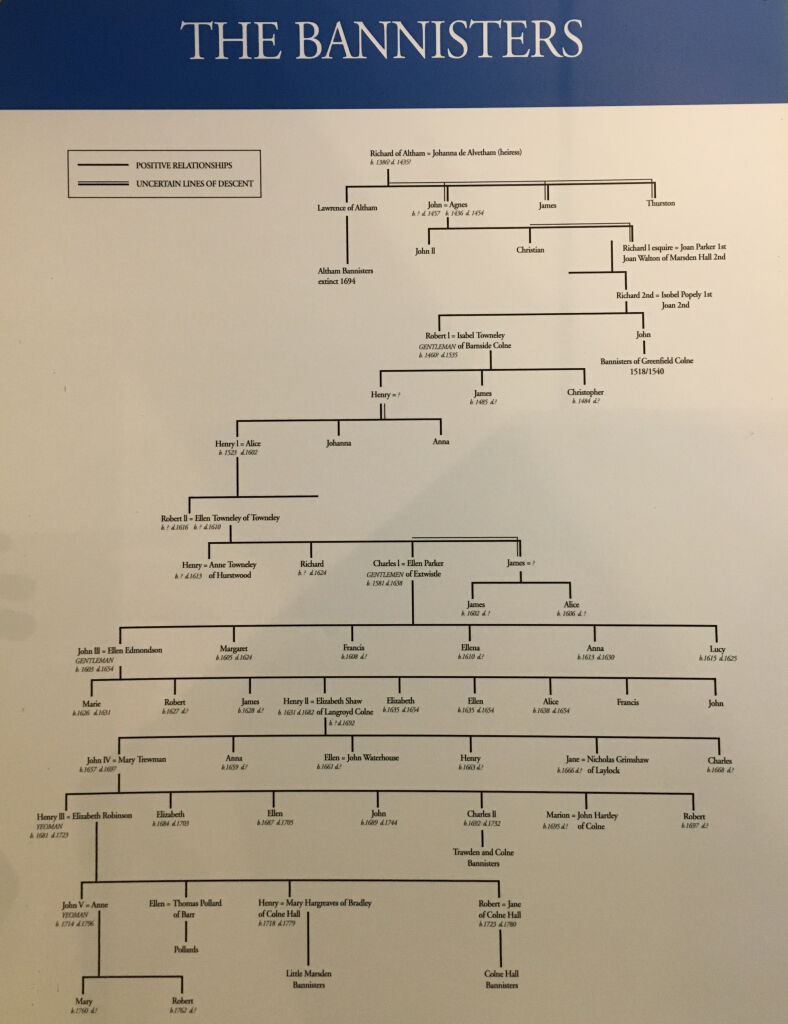 THE BANNISTERS
POSITIVE RELATIONSHIPS
UNCERTAIN LINES OF DESCENT
Richard of Altham = Johanna de Alvetham (heiress)
b. 1380? d. 1435?
Lawrence of Altham
John = Agnes
b ? d. 1457 b. 1436 d. 1454
James
Thurston
Altham Bannisters
extinct 1694
John II
Christian
Richard I esquire = Joan Parker 1st
Joan Walton of Marsden Hall 2nd
Richard 2nd = Isobel Popely 1st
Joan 2nd
Robert I = Isabel Towneley
GENTLEMAN of Barnside Colne
b. 1460? d.1535
John
Bannisters of Greenfield Colne
1518/1540
Henry = ?
James
b. 1485 d.?
Christopher
b. 1484 d.?
Henry I = Alice
b. 1523 d.1602
Johanna
Anna
Robert II = Ellen Towneley of Towneley
b. ? d.1616 b. ? d.1610
Henry = Anne Towneley
b. ? d.1613 of Hurstwood
Richard
b. ? d.1624
Charles I = Ellen Parker
GENTLEMEN of Extwistle
b. 1581 d.1638
James = ?
James
b. 1602 d.?
Alice
b. 1606 d.?
John III = Ellen Edmondson
GENTLEMAN
b. 1603 d.1654
Margaret
b.1605 d.1624
Francis
b.1608 d.?
Ellena
b.1610 d.?
Anna
b.1613 d.1630
Lucy
b.1615 d.1625
Marie
b.1626 d.1631
Robert
b.1627 d.?
James
b.1628 d.?
Henry II = Elizabeth Shaw
b. 1631 d.1682 of Langroyd Colne
b. ? d.1692
Elizabeth
b.1635 d.1654
Ellen
b.1635 d.1654
Alice
b.1638 d.1654
Francis
John
John IV = Mary Trewman
b.1657 d.1697
Anna
b.1659 d.?
Ellen = John Waterhouse
b.1661 d.?
Henry
b.1663 d.?
Jane = Nicholas Grimshaw
b.1666 d.? of Laylock
Charles
b.1668 d.?
Henry III = Elizabeth Robinson
YEOMAN
b. 1681 d.1723
Elizabeth
b.1684 d.1703
Ellen
b.1687 d.1705
John
b.1689 d.1744
Charles II
b.1692 d.1732
Marion = John Hartley
b.1695 d.? of Colne
Robert
b.1697 d.?
Trawden and Colne
Bannisters
John V = Anne
YEOMAN
b. 1714 d.1796
Ellen = Thomas Pollard
of Barr
Henry = Mary Hargreaves of Bradley
of Colne Hall
b.1718 d.1779
Robert = Jane
of Colne Hall
b.1725 d.1780
Pollards
Little Marsden
Bannisters
Colne Hall
Bannisters
Mary
b.1760 d.?
Robert
b.1762 d.?